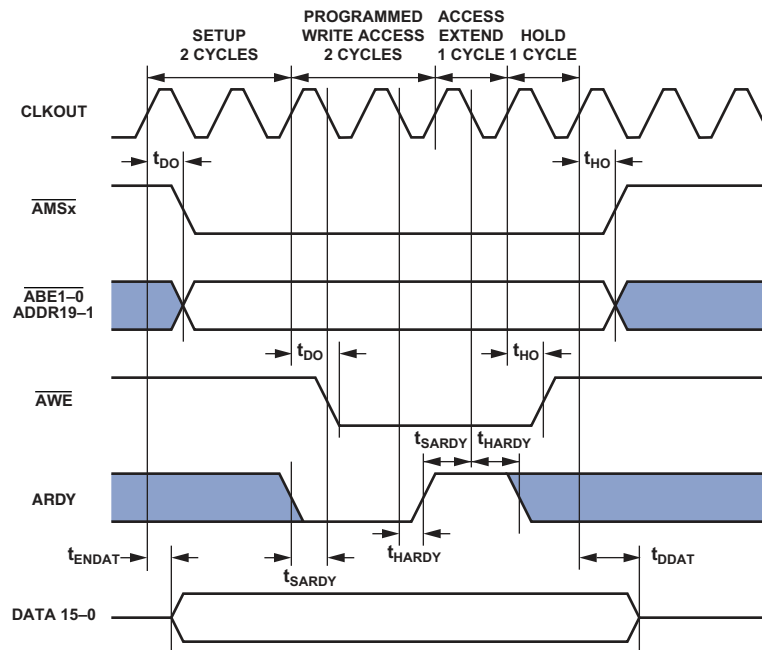 SETUP
2 CYCLES
PROGRAMMED
WRITE ACCESS
2 CYCLES
ACCESS
EXTEND
1 CYCLE
HOLD
1 CYCLE
CLKOUT
tDO
tHO
AMSx
ABE1–0
ADDR19–1
tDO
tHO
AWE
tSARDY
tHARDY
ARDY
tENDAT
tSARDY
tHARDY
tDDAT
DATA 15–0